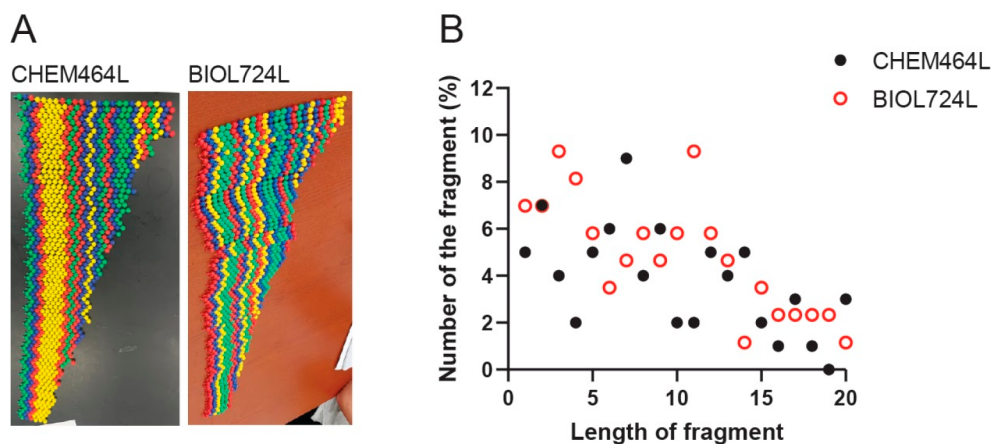 A
CHEM464L
BIOL724L
B
CHEM464L
BIOL724L
Number of the fragment (%)
12
10
8
6
4
2
0
0
5
10
15
20
Length of fragment